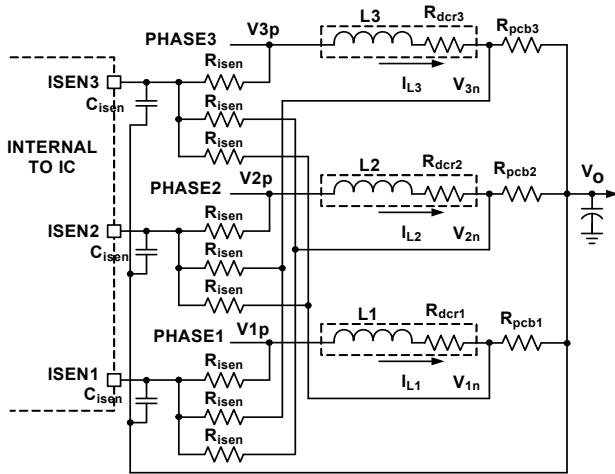 L3
Rdcr3
Rpcb3
PHASE3
V3p
Risen
IL3
V3n
ISEN3
Cisen
Risen
Risen
INTERNAL
TO IC
L2
Rdcr2
Rpcb2
PHASE2
V2p
Vo
Risen
IL2
V2n
ISEN2
Cisen
Risen
Risen
L1
Rdcr1
Rpcb1
PHASE1
V1p
Risen
IL1
V1n
ISEN1
Cisen
Risen
Risen